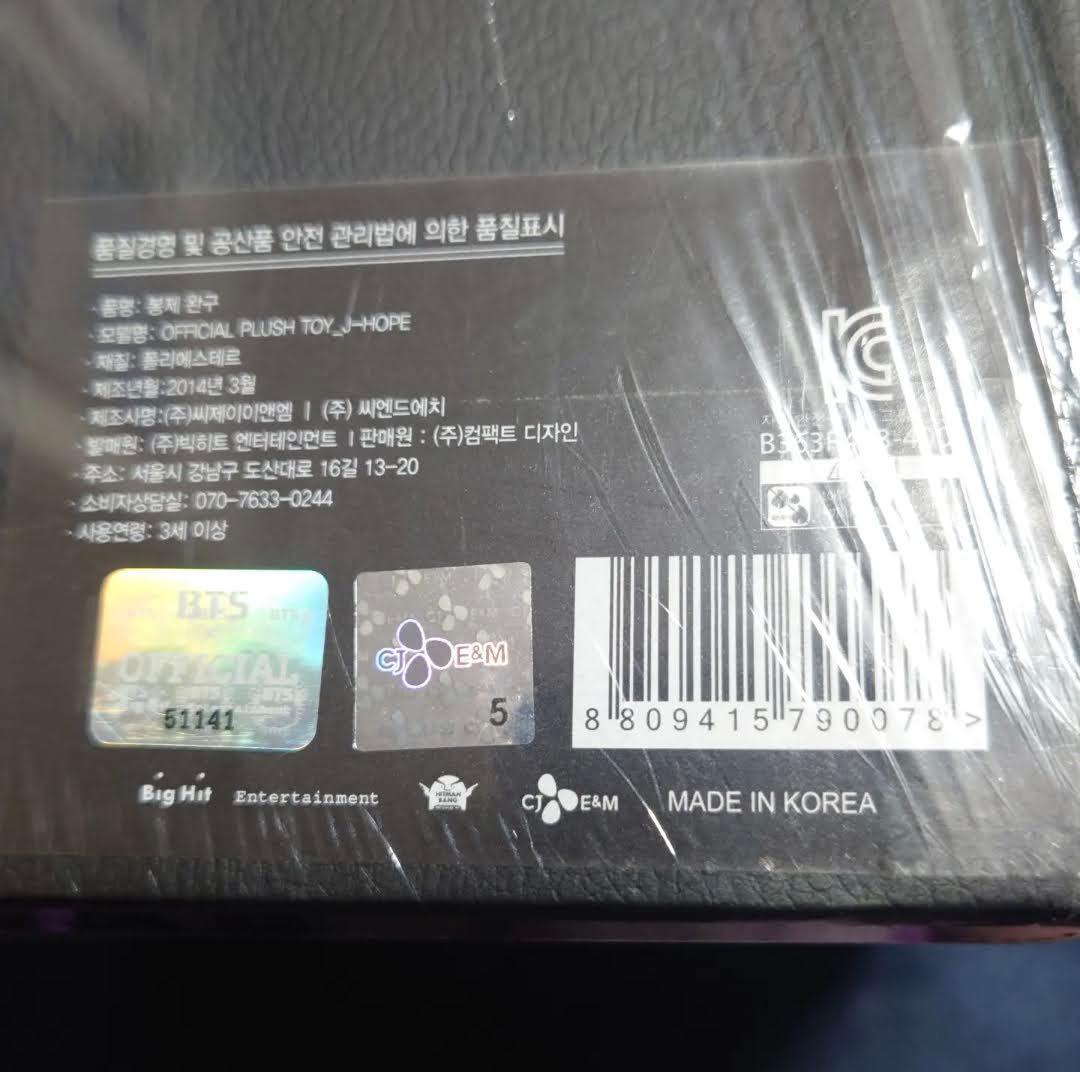 품질경영 및 공산품 안전 관리법에 의한 품질표시
· 품명: 봉제 완구
· 모델명: OFFICIAL PLUSH TOY_J-HOPE
· 재질: 폴리에스테르
· 제조년월:2014년 3월
· 제조사명:(주)씨제이이앤엠 | (주) 씨엔드에치
· 발매원: (주)빅히트 엔터테인먼트 | 판매원 : (주)컴팩트 디자인
· 주소: 서울시 강남구 도산대로 16길 13-20
· 소비자상담실: 070-7633-0244
· 사용연령: 3세 이상
BTS
OFFICIAL
51141
CJ E&M
5
8 809415 790078 >
Big Hit Entertainment
HITMAN BANG
CJ E&M
MADE IN KOREA